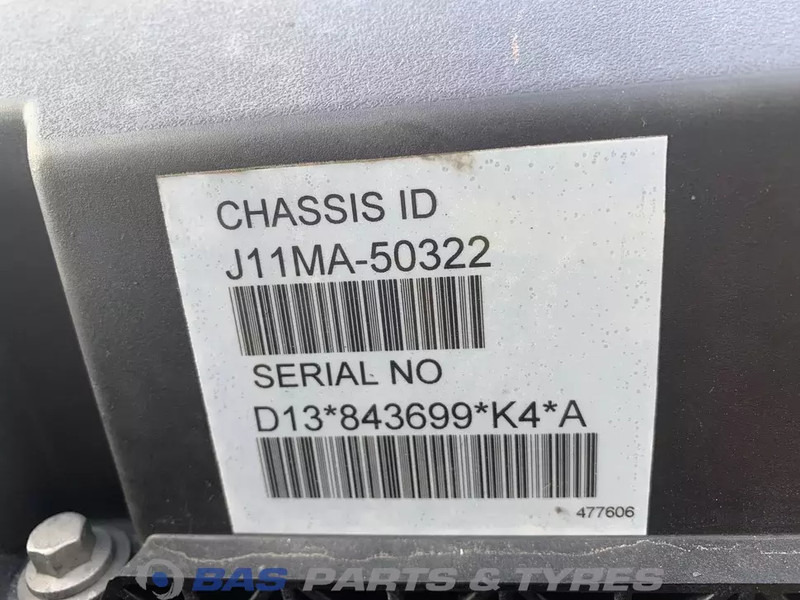 CHASSIS ID
J11MA-50322
SERIAL NO
D13*843699*K4*A
477606
BAS PARTS & TYRES